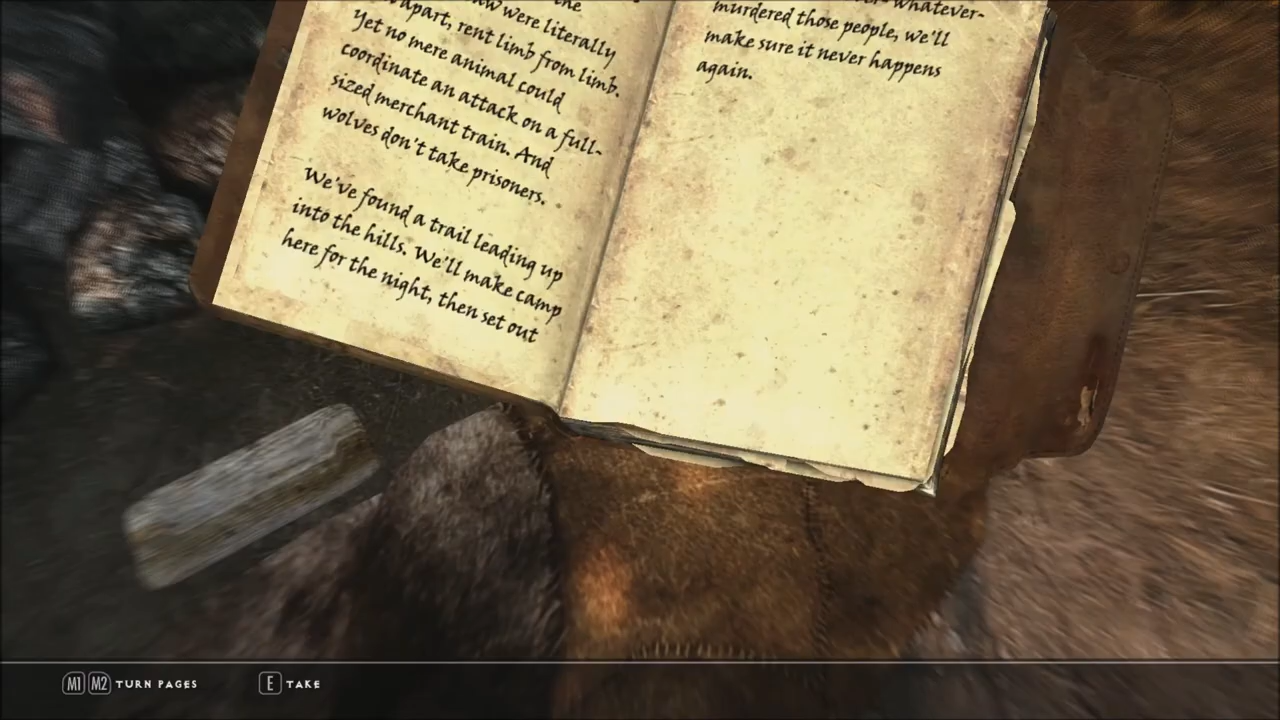 the
were literally
apart, rent limb from limb.
Yet no mere animal could
coordinate an attack on a full-
sized merchant train. And
wolves don't take prisoners.
We've found a trail leading up
into the hills. We'll make camp
here for the night, then set out
whatever-
murdered those people, we'll
make sure it never happens
again.
M1 M2 TURN PAGES
E TAKE